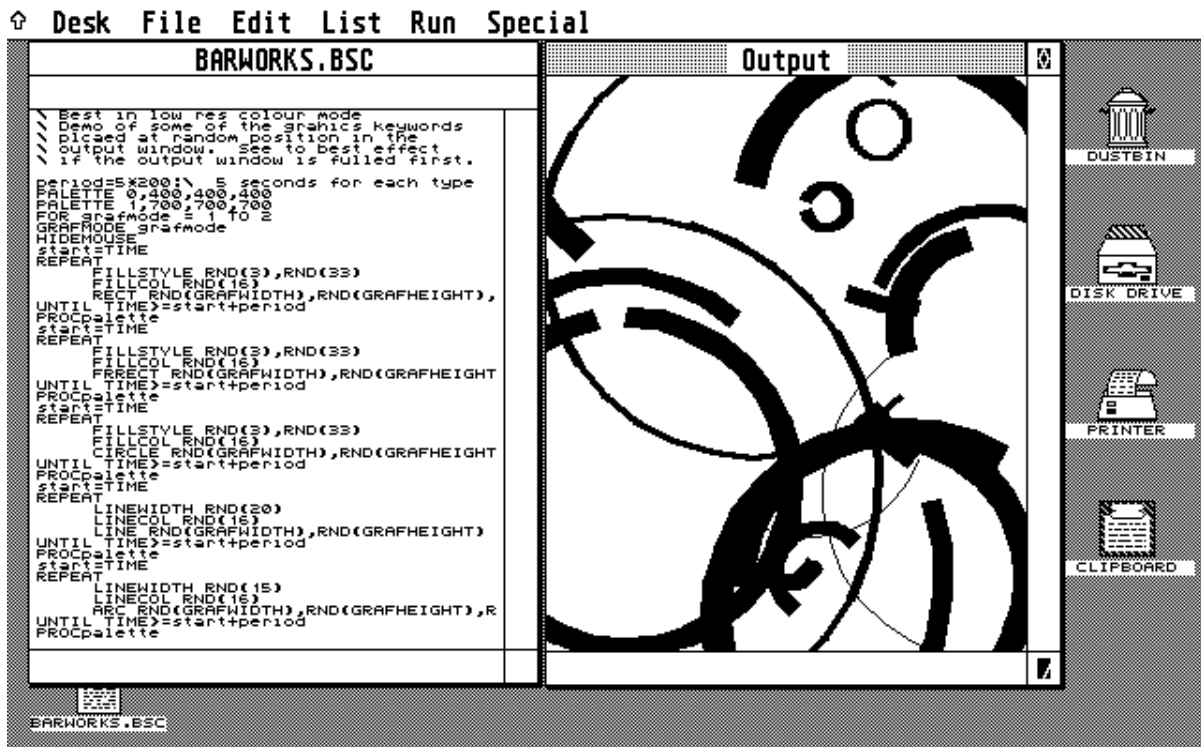 ⇧ Desk File Edit List Run Special
BARWORKS.BSC
\ Best in low res colour mode
\ Demo of some of the grahics keywords
\ plcaed at random position in the
\ output window.  See to best effect
\ if the output window is fulled first.
period=5*200:\  5 seconds for each type
PALETTE 0,400,400,400
PALETTE 1,700,700,700
FOR grafmode = 1 TO 2
GRAFMODE grafmode
HIDEMOUSE
start=TIME
REPEAT
FILLSTYLE RND(3),RND(33)
FILLCOL RND(16)
RECT RND(GRAFWIDTH),RND(GRAFHEIGHT),
UNTIL TIME>=start+period
PROCpalette
start=TIME
REPEAT
FILLSTYLE RND(3),RND(33)
FILLCOL RND(16)
FRRECT RND(GRAFWIDTH),RND(GRAFHEIGHT
UNTIL TIME>=start+period
PROCpalette
start=TIME
REPEAT
FILLSTYLE RND(3),RND(33)
FILLCOL RND(16)
CIRCLE RND(GRAFWIDTH),RND(GRAFHEIGHT
UNTIL TIME>=start+period
PROCpalette
start=TIME
REPEAT
LINEWIDTH RND(20)
LINECOL RND(16)
LINE RND(GRAFWIDTH),RND(GRAFHEIGHT)
UNTIL TIME>=start+period
PROCpalette
start=TIME
REPEAT
LINEWIDTH RND(15)
LINECOL RND(16)
ARC RND(GRAFWIDTH),RND(GRAFHEIGHT),R
UNTIL TIME>=start+period
PROCpalette
Output
DUSTBIN
DISK DRIVE
PRINTER
CLIPBOARD
BARWORKS.BSC